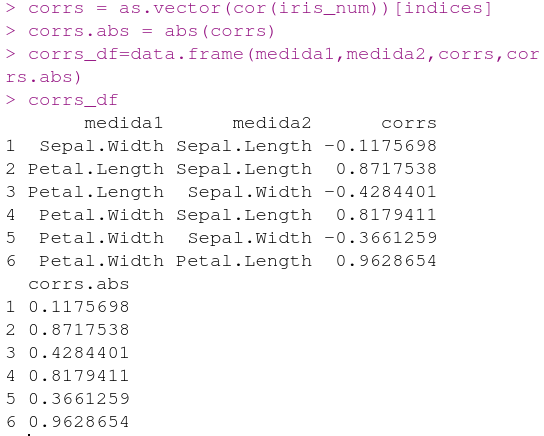 > corrs = as.vector(cor(iris_num))[indices]
> corrs.abs = abs(corrs)
> corrs_df=data.frame(medida1,medida2,corrs,cor
rs.abs)
> corrs_df
       medida1      medida2      corrs
1  Sepal.Width Sepal.Length -0.1175698
2 Petal.Length Sepal.Length  0.8717538
3 Petal.Length  Sepal.Width -0.4284401
4  Petal.Width Sepal.Length  0.8179411
5  Petal.Width  Sepal.Width -0.3661259
6  Petal.Width Petal.Length  0.9628654
  corrs.abs
1 0.1175698
2 0.8717538
3 0.4284401
4 0.8179411
5 0.3661259
6 0.9628654